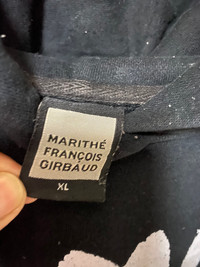 MARITHÉ
FRANÇOIS
GIRBAUD
XL